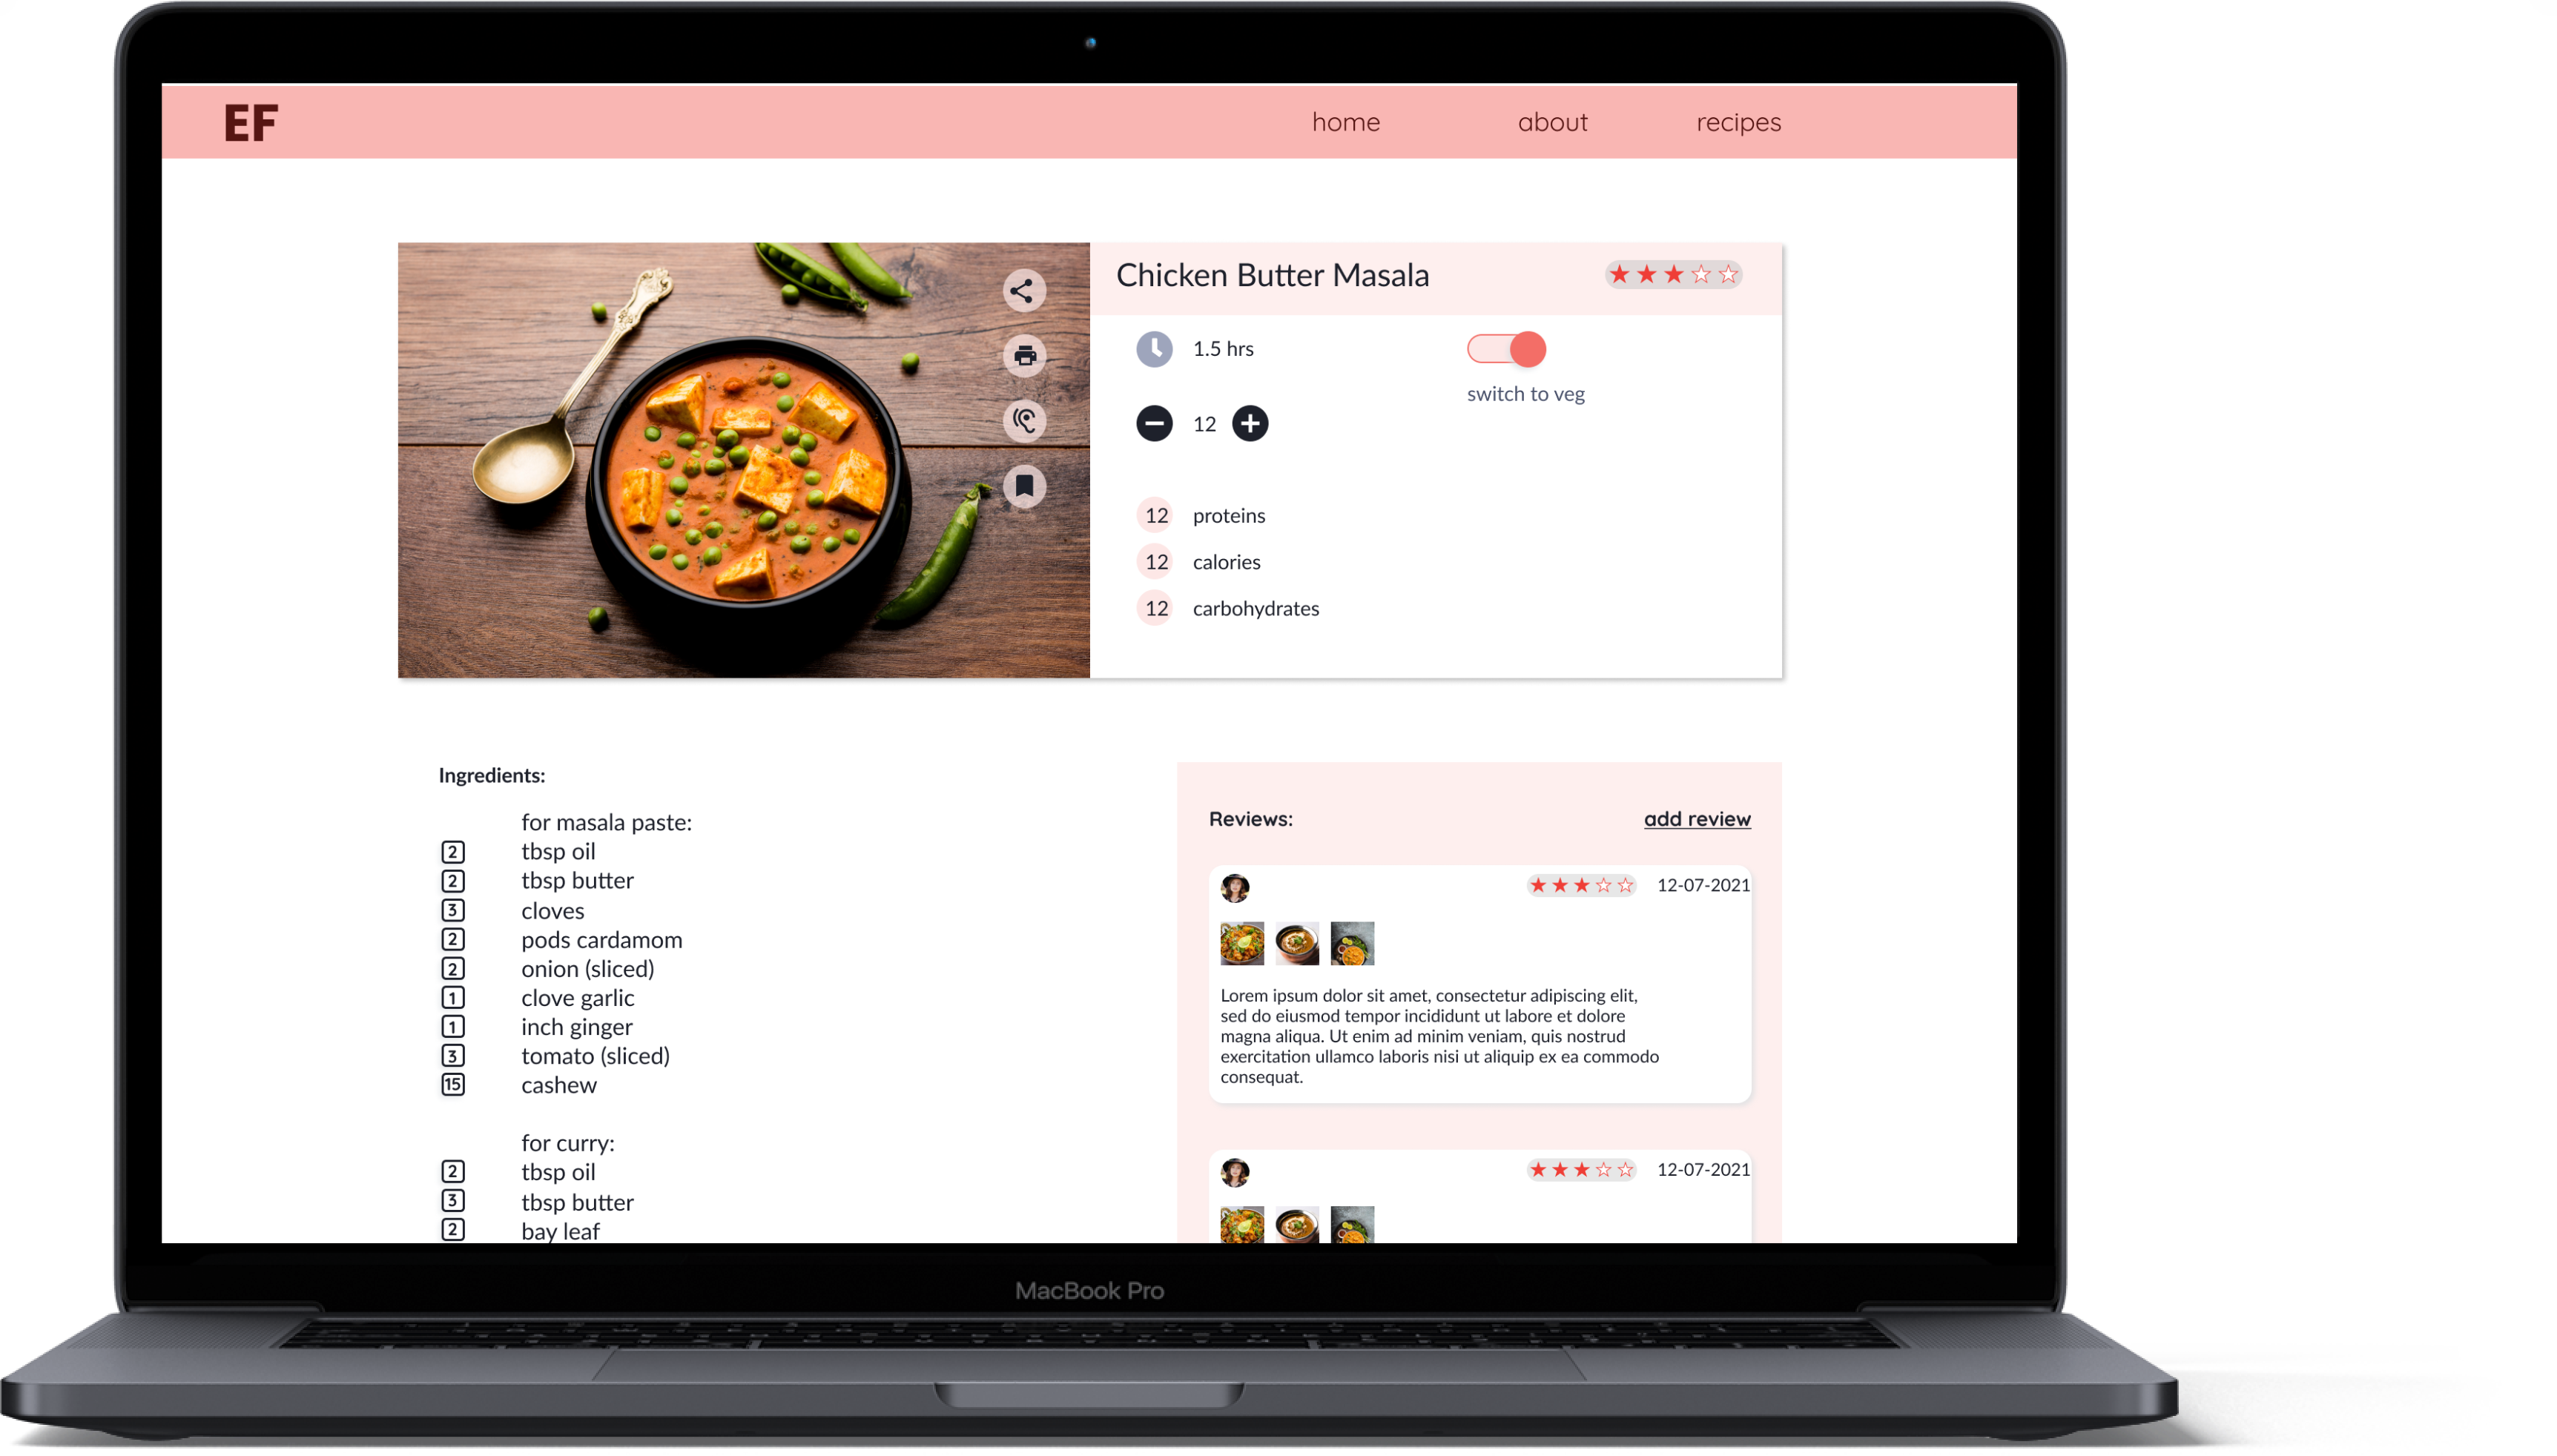 EF
home about recipes
Chicken Butter Masala
1.5 hrs
switch to veg
12
12 proteins
12 calories
12 carbohydrates
Ingredients:
for masala paste:
2 tbsp oil
2 tbsp butter
3 cloves
2 pods cardamom
2 onion (sliced)
1 clove garlic
1 inch ginger
3 tomato (sliced)
15 cashew
for curry:
2 tbsp oil
3 tbsp butter
2 bay leaf
Reviews: add review
12-07-2021
Lorem ipsum dolor sit amet, consectetur adipiscing elit,
sed do eiusmod tempor incididunt ut labore et dolore
magna aliqua. Ut enim ad minim veniam, quis nostrud
exercitation ullamco laboris nisi ut aliquip ex ea commodo
consequat.
12-07-2021
MacBook Pro